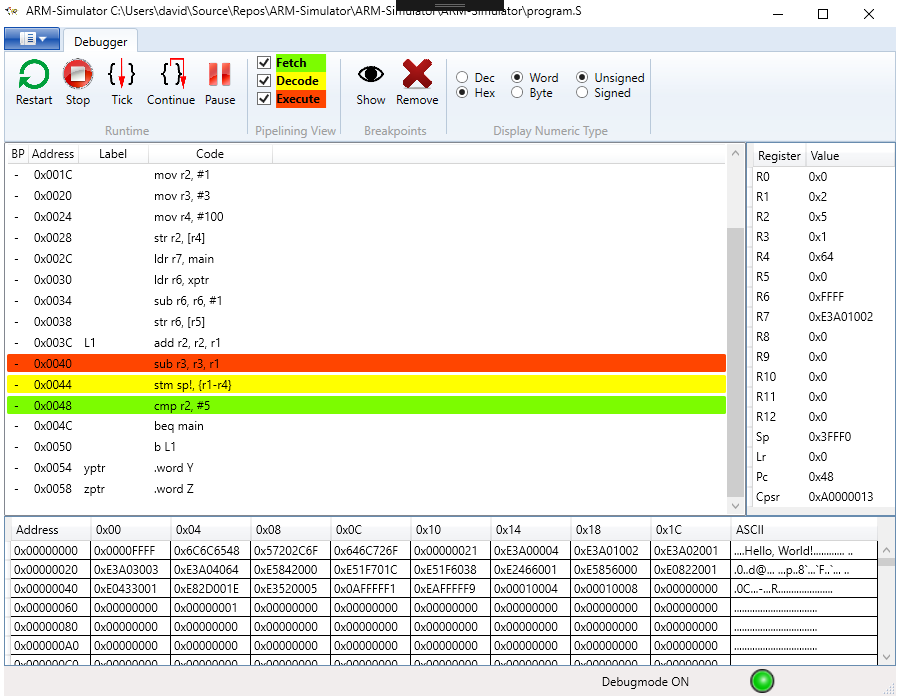 ARM-Simulator C:\Users\david\Source\Repos\ARM-Simulator\ARM-Simulator\ARM-Simulator\program.S
Debugger
Restart Stop Tick Continue Pause
Runtime
Fetch
Decode
Execute
Pipelining View
Show Remove
Breakpoints
Dec Word Unsigned
Hex Byte Signed
Display Numeric Type
BP Address Label Code
- 0x001C mov r2, #1
- 0x0020 mov r3, #3
- 0x0024 mov r4, #100
- 0x0028 str r2, [r4]
- 0x002C ldr r7, main
- 0x0030 ldr r6, xptr
- 0x0034 sub r6, r6, #1
- 0x0038 str r6, [r5]
- 0x003C L1 add r2, r2, r1
- 0x0040 sub r3, r3, r1
- 0x0044 stm sp!, {r1-r4}
- 0x0048 cmp r2, #5
- 0x004C beq main
- 0x0050 b L1
- 0x0054 yptr .word Y
- 0x0058 zptr .word Z
Register Value
R0 0x0
R1 0x2
R2 0x5
R3 0x1
R4 0x64
R5 0x0
R6 0xFFFF
R7 0xE3A01002
R8 0x0
R9 0x0
R10 0x0
R11 0x0
R12 0x0
Sp 0x3FFF0
Lr 0x0
Pc 0x48
Cpsr 0xA0000013
Address 0x00 0x04 0x08 0x0C 0x10 0x14 0x18 0x1C ASCII
0x00000000 0x0000FFFF 0x6C6C6548 0x57202C6F 0x646C726F 0x00000021 0xE3A00004 0xE3A01002 0xE3A02001 ....Hello, World!............ ..
0x00000020 0xE3A03003 0xE3A04064 0xE5842000 0xE51F701C 0xE51F6038 0xE2466001 0xE5856000 0xE0822001 .0..d@... ...p..8`...`F..`... ..
0x00000040 0xE0433001 0xE82D001E 0xE3520005 0x0AFFFFF1 0xEAFFFFF9 0x00010004 0x00010008 0x00000000 .0C...-...R.....................
0x00000060 0x00000000 0x00000001 0x00000000 0x00000000 0x00000000 0x00000000 0x00000000 0x00000000 ................................
0x00000080 0x00000000 0x00000000 0x00000000 0x00000000 0x00000000 0x00000000 0x00000000 0x00000000 ................................
0x000000A0 0x00000000 0x00000000 0x00000000 0x00000000 0x00000000 0x00000000 0x00000000 0x00000000 ................................
0x000000C0 0x00000000 0x00000000 0x00000000 0x00000000 0x00000000 0x00000000 0x00000000 0x00000000
Debugmode ON